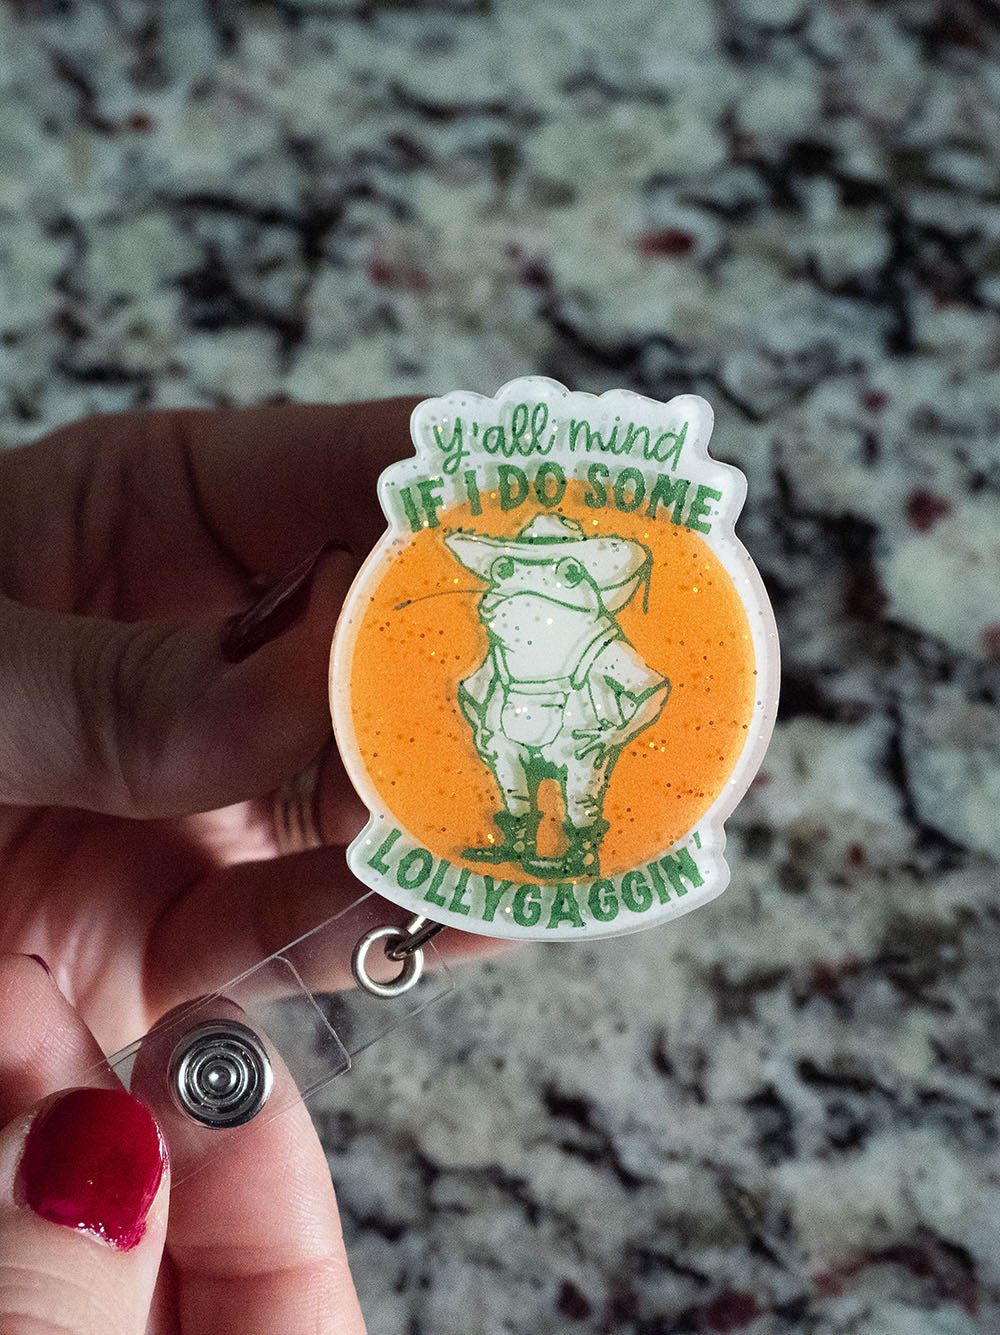 y'all mind
IF I DO SOME
LOLLYGAGGIN'